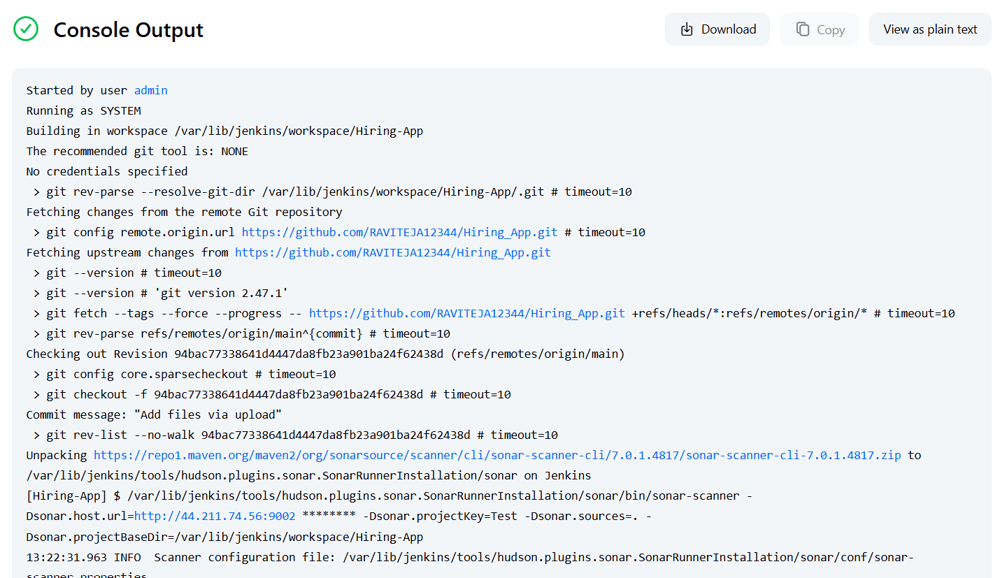 Console Output
Download
Copy
View as plain text
Started by user admin
Running as SYSTEM
Building in workspace /var/lib/jenkins/workspace/Hiring-App
The recommended git tool is: NONE
No credentials specified
> git rev-parse --resolve-git-dir /var/lib/jenkins/workspace/Hiring-App/.git # timeout=10
Fetching changes from the remote Git repository
> git config remote.origin.url https://github.com/RAVITEJA12344/Hiring_App.git # timeout=10
Fetching upstream changes from https://github.com/RAVITEJA12344/Hiring_App.git
> git --version # timeout=10
> git --version # 'git version 2.47.1'
> git fetch --tags --force --progress -- https://github.com/RAVITEJA12344/Hiring_App.git +refs/heads/*:refs/remotes/origin/* # timeout=10
> git rev-parse refs/remotes/origin/main^{commit} # timeout=10
Checking out Revision 94bac77338641d4447da8fb23a901ba24f62438d (refs/remotes/origin/main)
> git config core.sparsecheckout # timeout=10
> git checkout -f 94bac77338641d4447da8fb23a901ba24f62438d # timeout=10
Commit message: "Add files via upload"
> git rev-list --no-walk 94bac77338641d4447da8fb23a901ba24f62438d # timeout=10
Unpacking https://repo1.maven.org/maven2/org/sonarsource/scanner/cli/sonar-scanner-cli/7.0.1.4817/sonar-scanner-cli-7.0.1.4817.zip to
/var/lib/jenkins/tools/hudson.plugins.sonar.SonarRunnerInstallation/sonar on Jenkins
[Hiring-App] $ /var/lib/jenkins/tools/hudson.plugins.sonar.SonarRunnerInstallation/sonar/bin/sonar-scanner -
Dsonar.host.url=http://44.211.74.56:9002 ******** -Dsonar.projectKey=Test -Dsonar.sources=. -
Dsonar.projectBaseDir=/var/lib/jenkins/workspace/Hiring-App
13:22:31.963 INFO  Scanner configuration file: /var/lib/jenkins/tools/hudson.plugins.sonar.SonarRunnerInstallation/sonar/conf/sonar-
scanner.properties